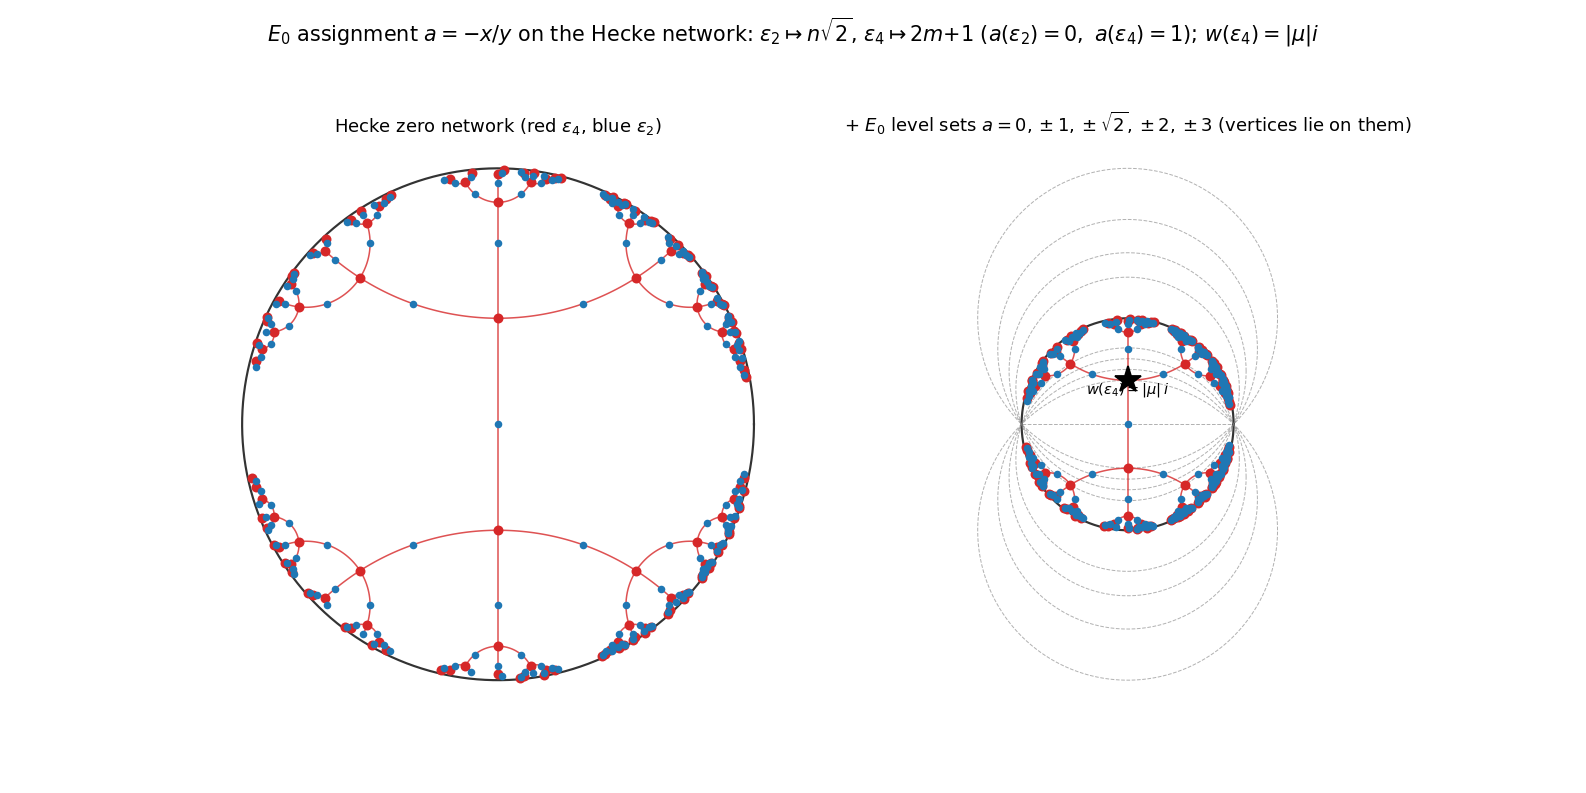 E₀ assignment a = −x/y on the Hecke network: ε₂ ↦ n√2, ε₄ ↦ 2m+1 (a(ε₂) = 0, a(ε₄) = 1); w(ε₄) = |μ|i
Hecke zero network (red ε₄, blue ε₂)
+ E₀ level sets a = 0, ±1, ±√2, ±2, ±3 (vertices lie on them)
w(ε₄) = |μ| i